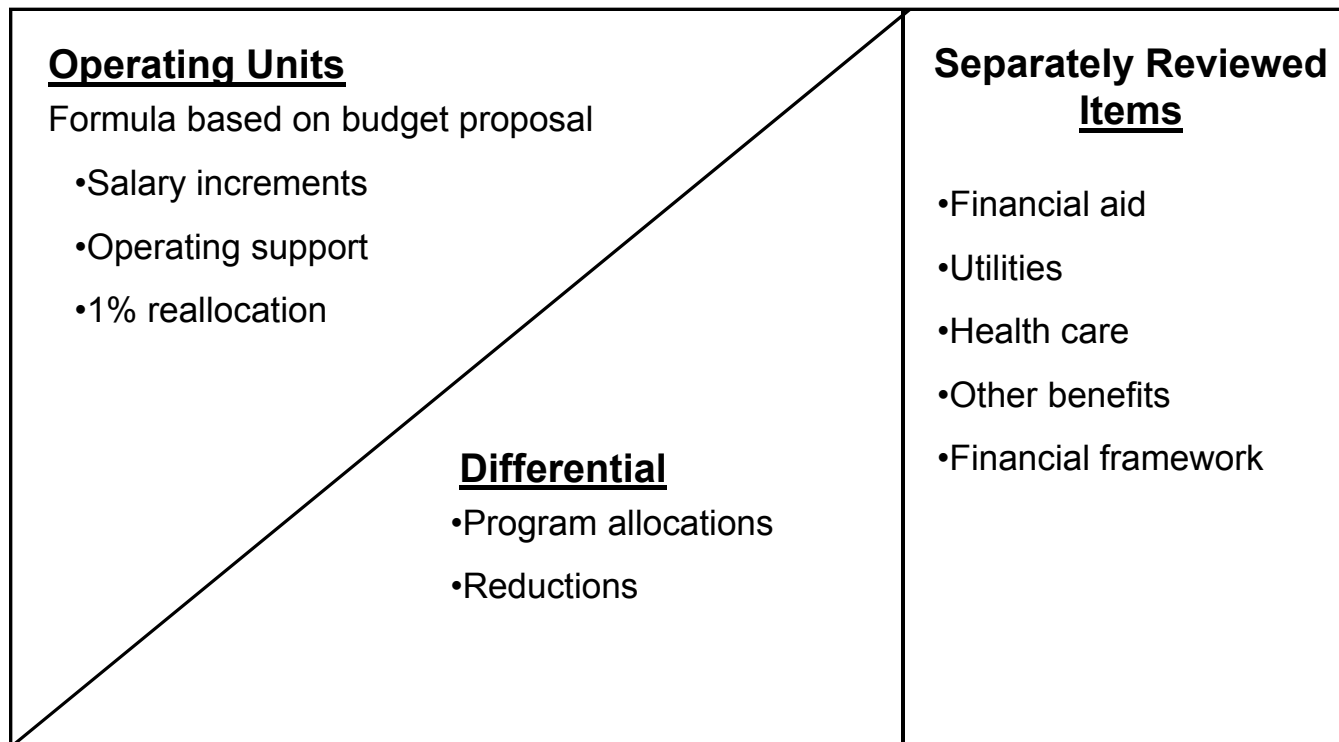 Operating Units
Formula based on budget proposal
•Salary increments
•Operating support
•1% reallocation
Differential
•Program allocations
•Reductions
Separately Reviewed
Items
•Financial aid
•Utilities
•Health care
•Other benefits
•Financial framework